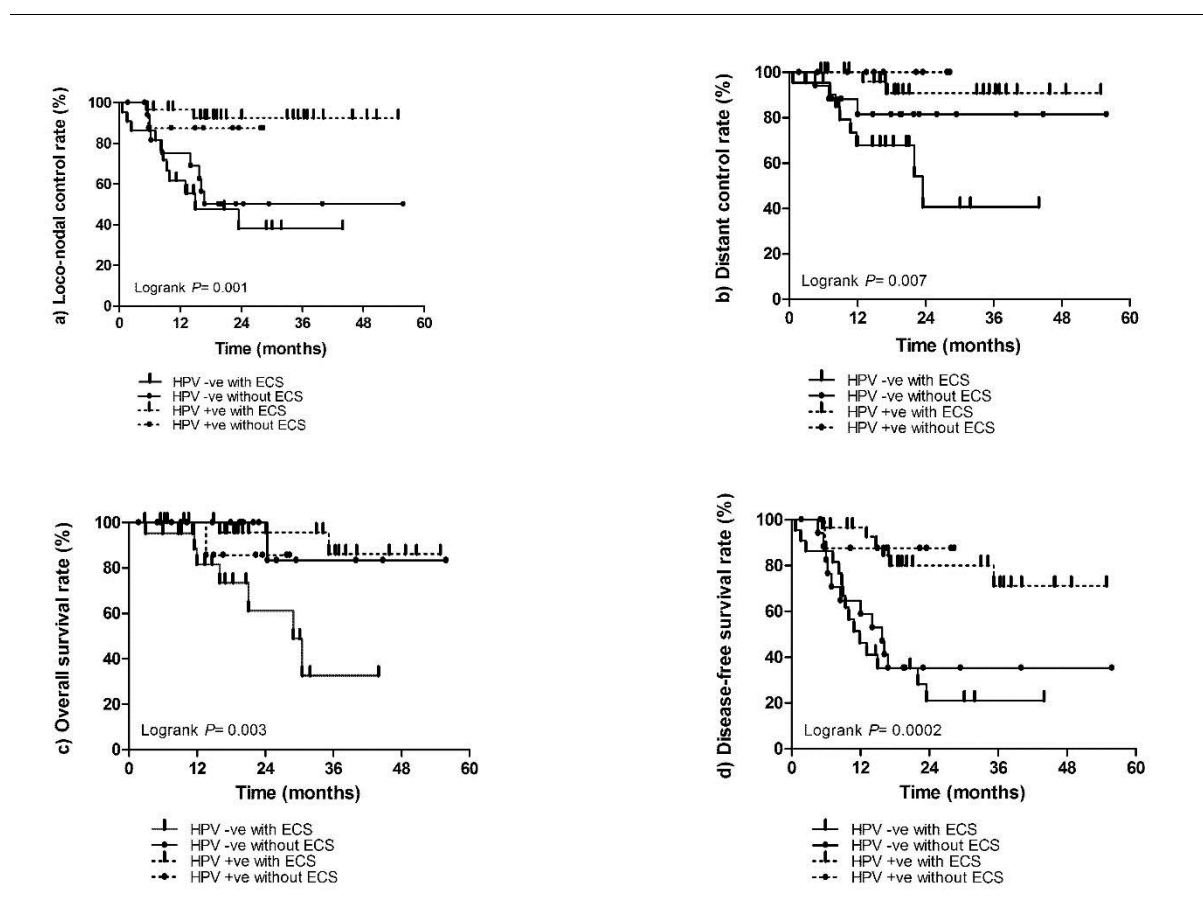 a) Loco-nodal control rate (%)
100
80
60
40
20
0
Logrank P= 0.001
0 12 24 36 48 60
Time (months)
HPV -ve with ECS
HPV -ve without ECS
HPV +ve with ECS
HPV +ve without ECS
b) Distant control rate (%)
100
80
60
40
20
0
Logrank P= 0.007
0 12 24 36 48 60
Time (months)
HPV -ve with ECS
HPV -ve without ECS
HPV +ve with ECS
HPV +ve without ECS
c) Overall survival rate (%)
100
80
60
40
20
0
Logrank P= 0.003
0 12 24 36 48 60
Time (months)
HPV -ve with ECS
HPV -ve without ECS
HPV +ve with ECS
HPV +ve without ECS
d) Disease-free survival rate (%)
100
80
60
40
20
0
Logrank P= 0.0002
0 12 24 36 48 60
Time (months)
HPV -ve with ECS
HPV -ve without ECS
HPV +ve with ECS
HPV +ve without ECS